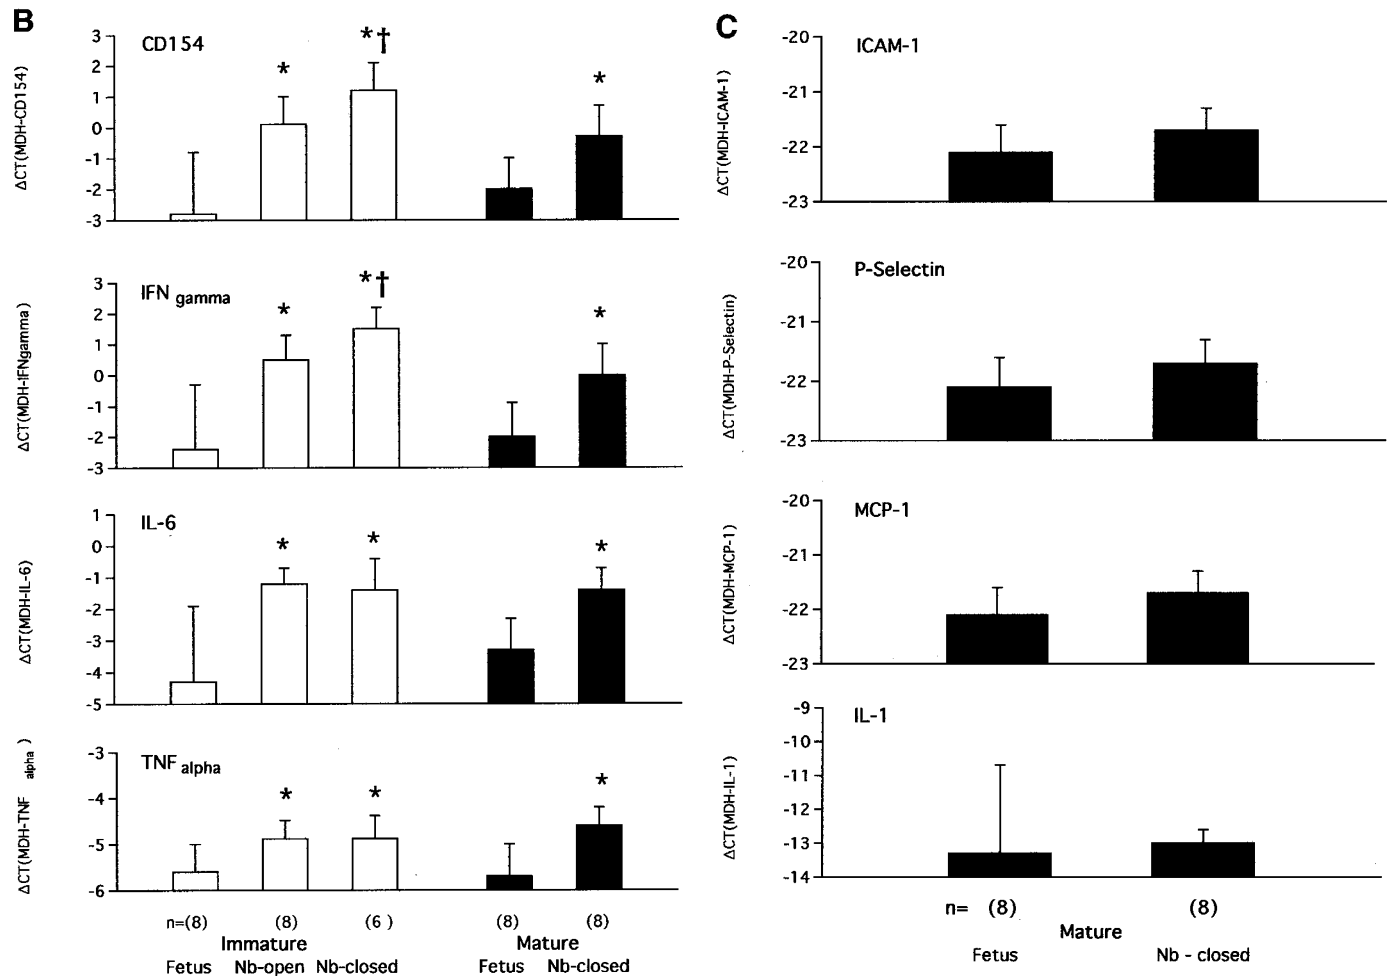 B
CD154
ΔCT(MDH-CD154)
3
2
1
0
-1
-2
-3
*
*†
*
IFN gamma
ΔCT(MDH-IFNgamma)
3
2
1
0
-1
-2
-3
*
*†
*
IL-6
ΔCT(MDH-IL-6)
1
0
-1
-2
-3
-4
-5
*
*
*
TNF alpha
ΔCT(MDH-TNF alpha)
-3
-4
-5
-6
*
*
*
n=(8) (8) (6) (8) (8)
Immature Mature
Fetus Nb-open Nb-closed Fetus Nb-closed
C
ICAM-1
ΔCT(MDH-ICAM-1)
-20
-21
-22
-23
P-Selectin
ΔCT(MDH-P-Selectin)
-20
-21
-22
-23
MCP-1
ΔCT(MDH-MCP-1)
-20
-21
-22
-23
IL-1
ΔCT(MDH-IL-1)
-9
-10
-11
-12
-13
-14
n= (8) (8)
Mature
Fetus Nb - closed